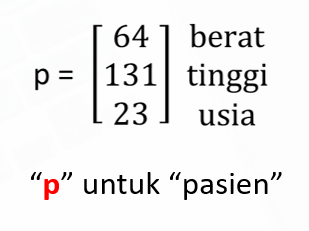 64 berat
p = 131 tinggi
23 usia
“p” untuk “pasien”